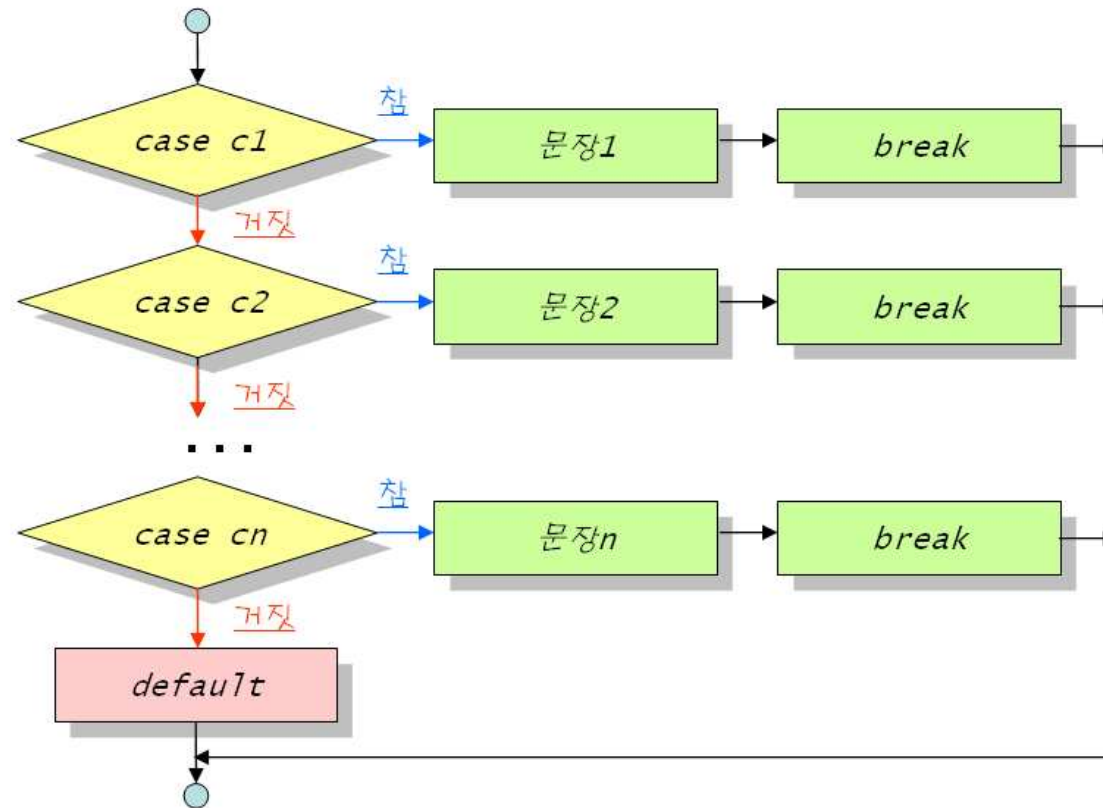 참
case c1
문장1
break
거짓
참
case c2
문장2
break
거짓
...
참
case cn
문장n
break
거짓
default